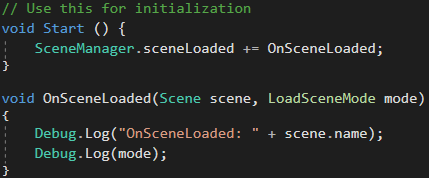 // Use this for initialization
void Start () {
    SceneManager.sceneLoaded += OnSceneLoaded;
}

void OnSceneLoaded(Scene scene, LoadSceneMode mode)
{
    Debug.Log("OnSceneLoaded: " + scene.name);
    Debug.Log(mode);
}